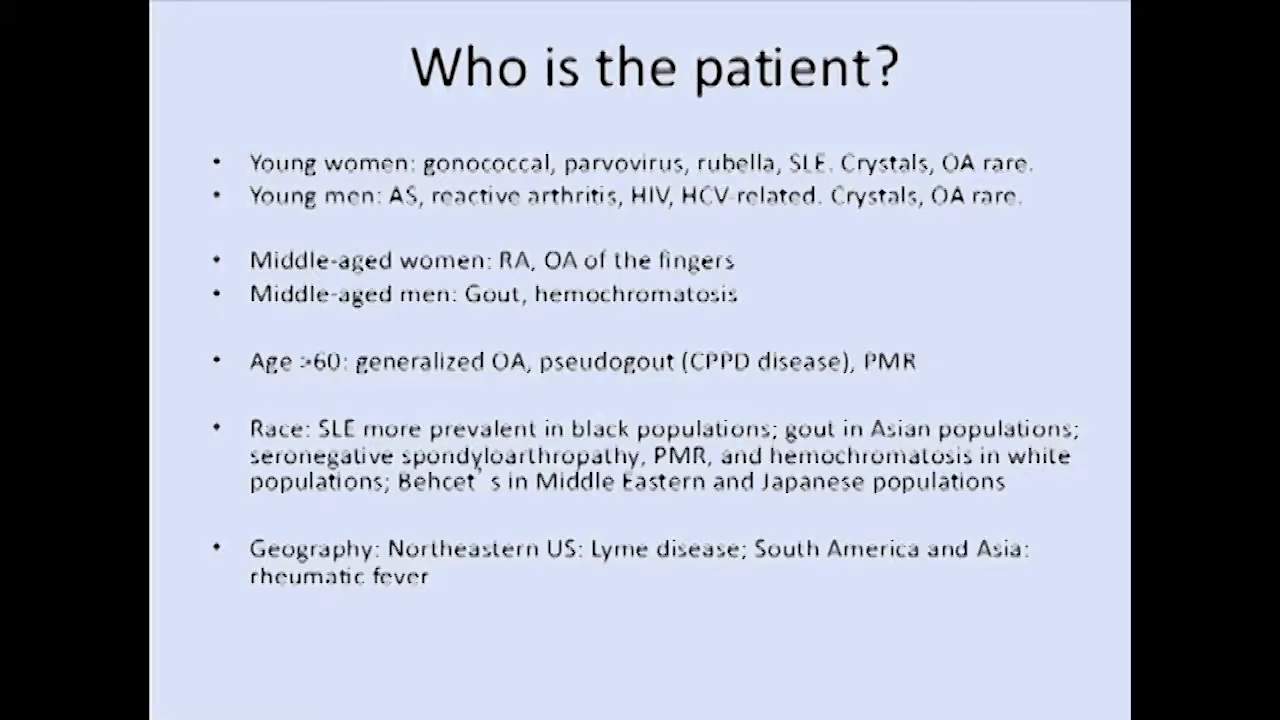 Who is the patient?
• Young women: gonococcal, parvovirus, rubella, SLE. Crystals, OA rare.
• Young men: AS, reactive arthritis, HIV, HCV-related. Crystals, OA rare.
• Middle-aged women: RA, OA of the fingers
• Middle-aged men: Gout, hemochromatosis
• Age >60: generalized OA, pseudogout (CPPD disease), PMR
• Race: SLE more prevalent in black populations; gout in Asian populations;
seronegative spondyloarthropathy, PMR, and hemochromatosis in white
populations; Behcet’s in Middle Eastern and Japanese populations
• Geography: Northeastern US: Lyme disease; South America and Asia:
rheumatic fever